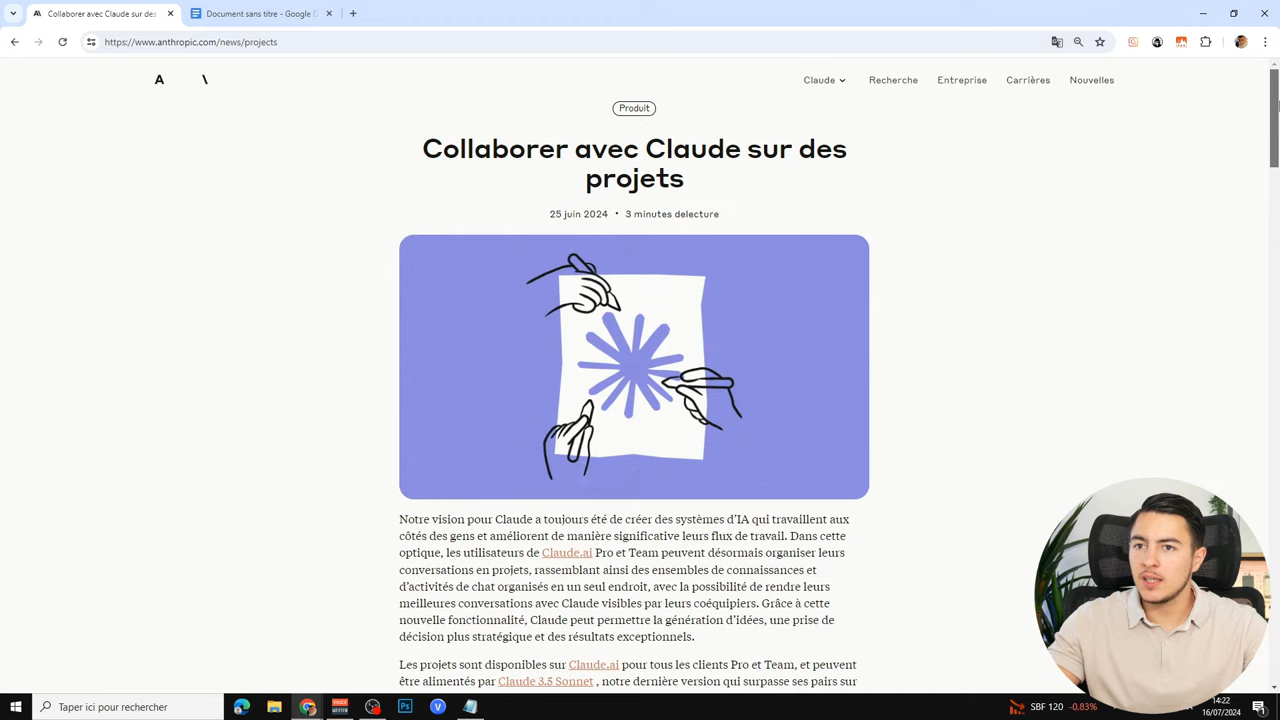 Collaborer avec Claude sur des
Document sans titre - Google D
https://www.anthropic.com/news/projects
A \
Claude
Recherche
Entreprise
Carrières
Nouvelles
Produit
Collaborer avec Claude sur des
projets
25 juin 2024 • 3 minutes delecture
Notre vision pour Claude a toujours été de créer des systèmes d'IA qui travaillent aux
côtés des gens et améliorent de manière significative leurs flux de travail. Dans cette
optique, les utilisateurs de Claude.ai Pro et Team peuvent désormais organiser leurs
conversations en projets, rassemblant ainsi des ensembles de connaissances et
d'activités de chat organisés en un seul endroit, avec la possibilité de rendre leurs
meilleures conversations avec Claude visibles par leurs coéquipiers. Grâce à cette
nouvelle fonctionnalité, Claude peut permettre la génération d'idées, une prise de
décision plus stratégique et des résultats exceptionnels.
Les projets sont disponibles sur Claude.ai pour tous les clients Pro et Team, et peuvent
être alimentés par Claude 3.5 Sonnet , notre dernière version qui surpasse ses pairs sur
Taper ici pour rechercher
Ps
V
SBF 120 -0,83%
14:22
16/07/2024